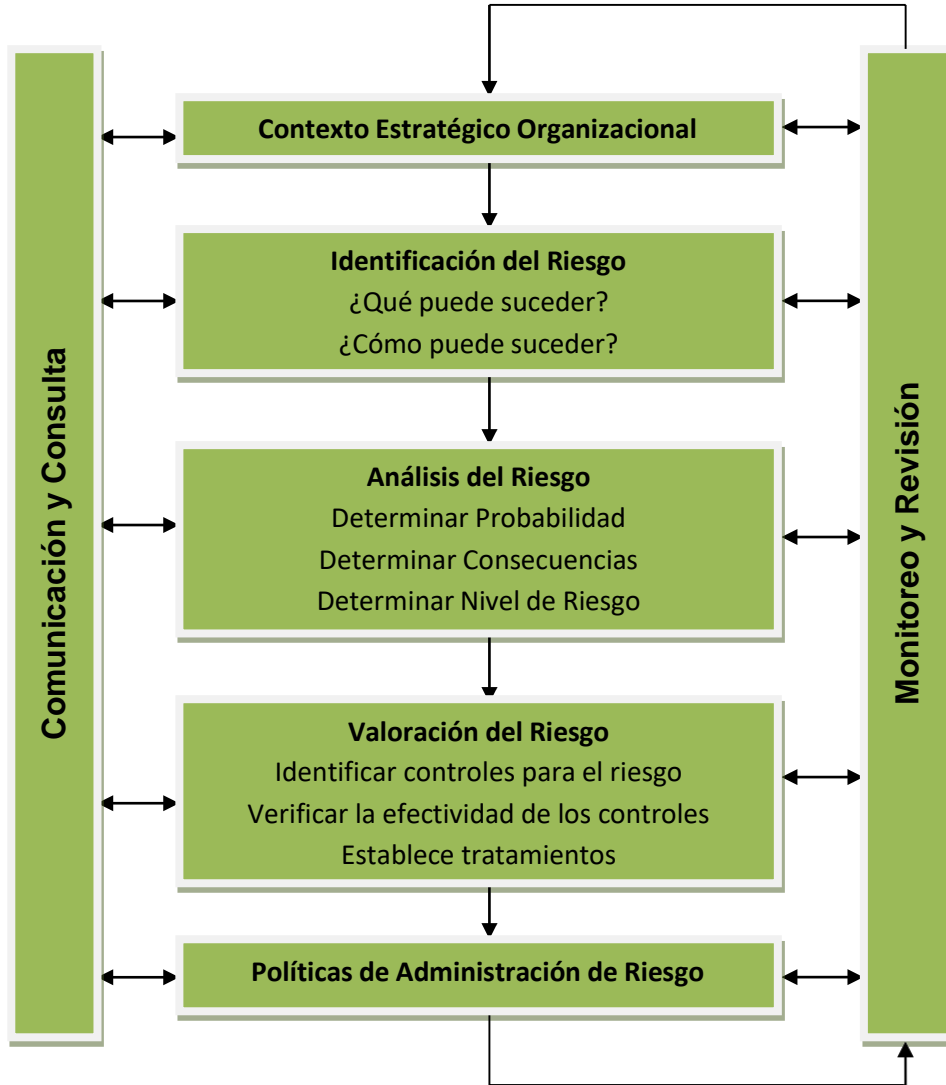 Contexto Estratégico Organizacional
Identificación del Riesgo
¿Qué puede suceder?
¿Cómo puede suceder?
Análisis del Riesgo
Determinar Probabilidad
Determinar Consecuencias
Determinar Nivel de Riesgo
Valoración del Riesgo
Identificar controles para el riesgo
Verificar la efectividad de los controles
Establece tratamientos
Políticas de Administración de Riesgo
Comunicación y Consulta
Monitoreo y Revisión